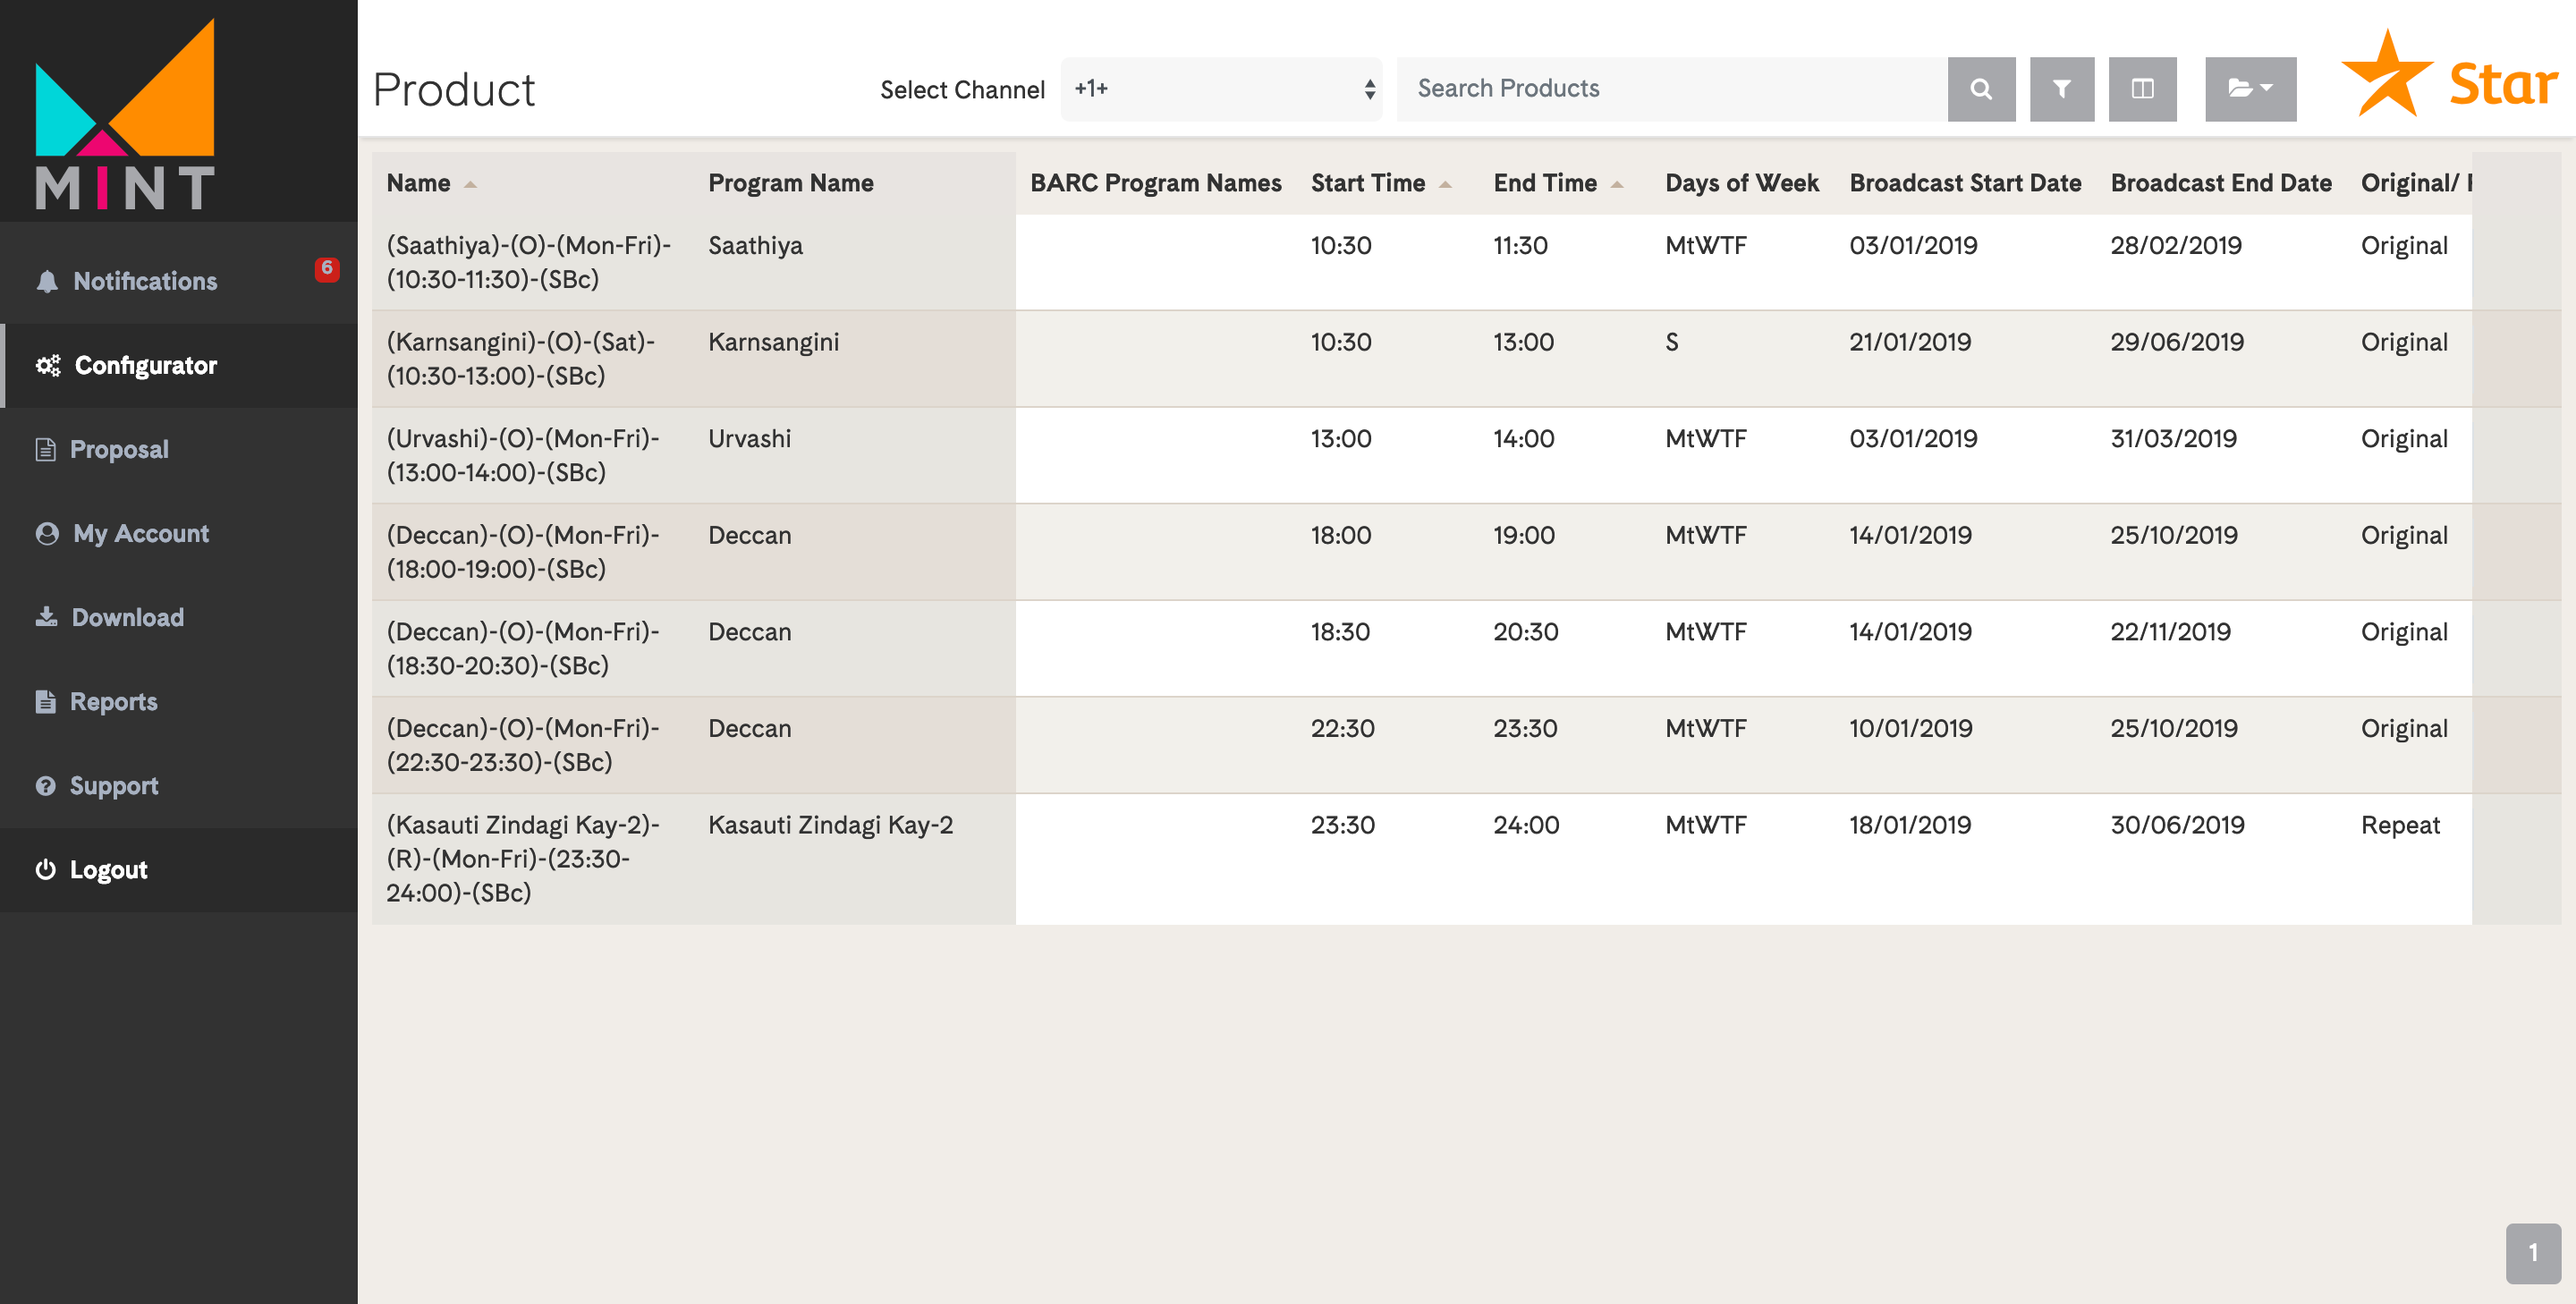 MINT
Notifications 6
Configurator
Proposal
My Account
Download
Reports
Support
Logout
Product Select Channel +1+ Search Products Star
Name Program Name BARC Program Names Start Time End Time Days of Week Broadcast Start Date Broadcast End Date Original/
(Saathiya)-(O)-(Mon-Fri)- Saathiya 10:30 11:30 MtWTF 03/01/2019 28/02/2019 Original
(10:30-11:30)-(SBc)
(Karnsangini)-(O)-(Sat)- Karnsangini 10:30 13:00 S 21/01/2019 29/06/2019 Original
(10:30-13:00)-(SBc)
(Urvashi)-(O)-(Mon-Fri)- Urvashi 13:00 14:00 MtWTF 03/01/2019 31/03/2019 Original
(13:00-14:00)-(SBc)
(Deccan)-(O)-(Mon-Fri)- Deccan 18:00 19:00 MtWTF 14/01/2019 25/10/2019 Original
(18:00-19:00)-(SBc)
(Deccan)-(O)-(Mon-Fri)- Deccan 18:30 20:30 MtWTF 14/01/2019 22/11/2019 Original
(18:30-20:30)-(SBc)
(Deccan)-(O)-(Mon-Fri)- Deccan 22:30 23:30 MtWTF 10/01/2019 25/10/2019 Original
(22:30-23:30)-(SBc)
(Kasauti Zindagi Kay-2)- Kasauti Zindagi Kay-2 23:30 24:00 MtWTF 18/01/2019 30/06/2019 Repeat
(R)-(Mon-Fri)-(23:30-
24:00)-(SBc)
1